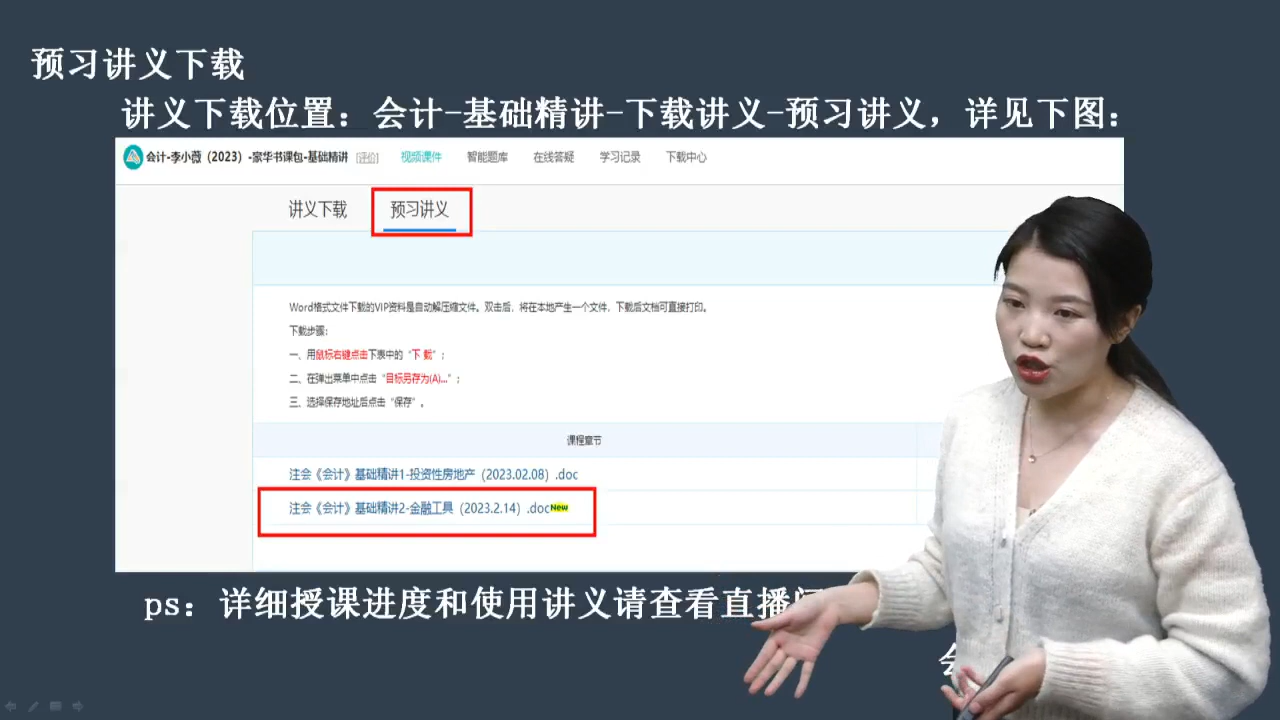 预习讲义下载
讲义下载位置：会计-基础精讲-下载讲义-预习讲义，详见下图：
会计-李小薇（2023）-豪华书课包-基础精讲 [评价] 视频课件 智能题库 在线答疑 学习记录 下载中心
讲义下载 预习讲义
Word格式文件下载的VIP资料是自动解压缩文件。双击后，将在本地产生一个文件，下载后文档可直接打印。
下载步骤：
一、用鼠标右键点击下表中的“下 载”；
二、在弹出菜单中点击“目标另存为(A)...”；
三、选择保存地址后点击“保存”。
课程章节
注会《会计》基础精讲1-投资性房地产（2023.02.08）.doc
注会《会计》基础精讲2-金融工具（2023.2.14）.doc New
ps：详细授课进度和使用讲义请查看直播间
会